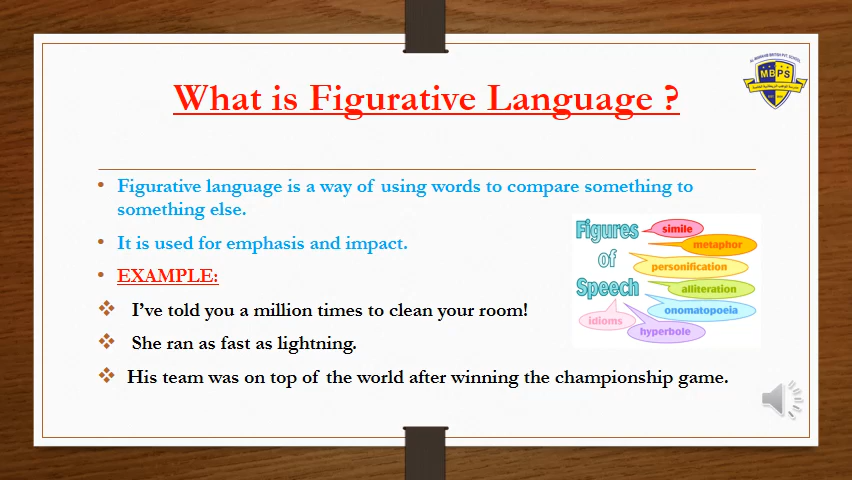 What is Figurative Language ?
MBPS
• Figurative language is a way of using words to compare something to
something else.
• It is used for emphasis and impact.
• EXAMPLE:
❖ I’ve told you a million times to clean your room!
❖ She ran as fast as lightning.
❖ His team was on top of the world after winning the championship game.
Figures
of
Speech
simile
metaphor
personification
alliteration
onomatopoeia
idioms
hyperbole